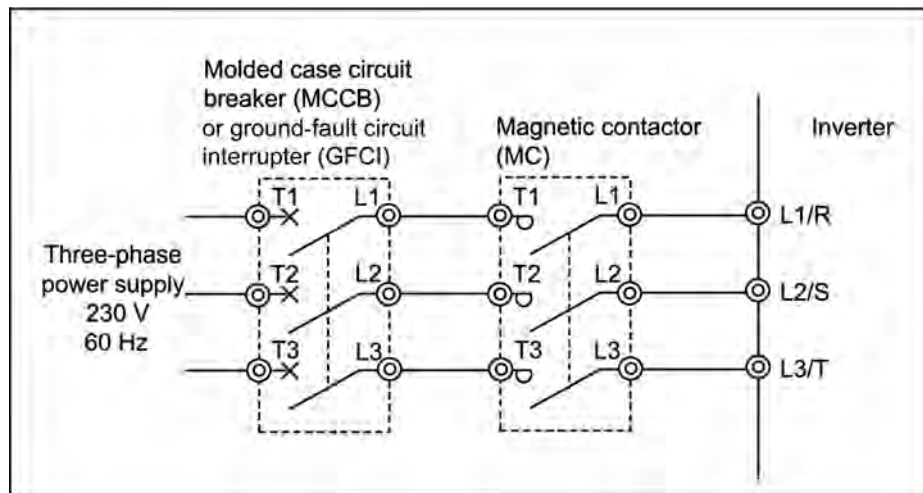 Molded case circuit
breaker (MCCB)
or ground-fault circuit
interrupter (GFCI)
Magnetic contactor
(MC)
Inverter
T1 L1 T1 L1 L1/R
T2 L2 T2 L2 L2/S
T3 L3 T3 L3 L3/T
Three-phase
power supply
230 V
60 Hz